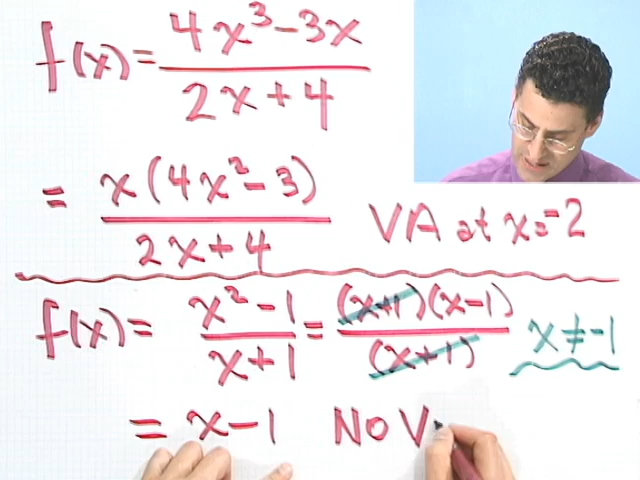 f(x) = (4x³ - 3x)/(2x + 4)
= x(4x² - 3)/(2x + 4) VA at x = -2
f(x) = (x² - 1)/(x + 1) = (x+1)(x-1)/(x+1) x ≠ -1
= x - 1 NO V